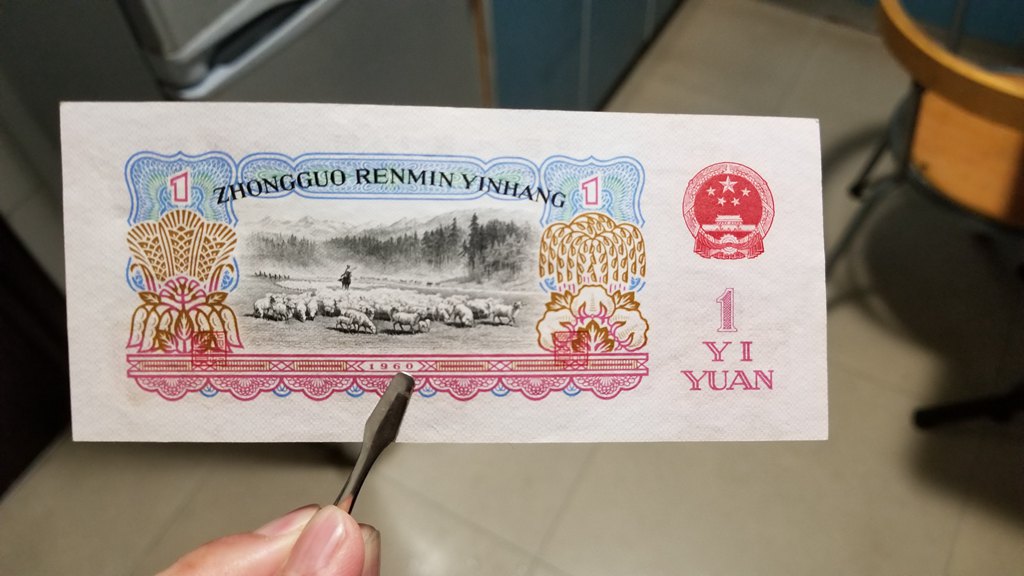 1
ZHONGGUO RENMIN YINHANG
1
1960
1
YI
YUAN